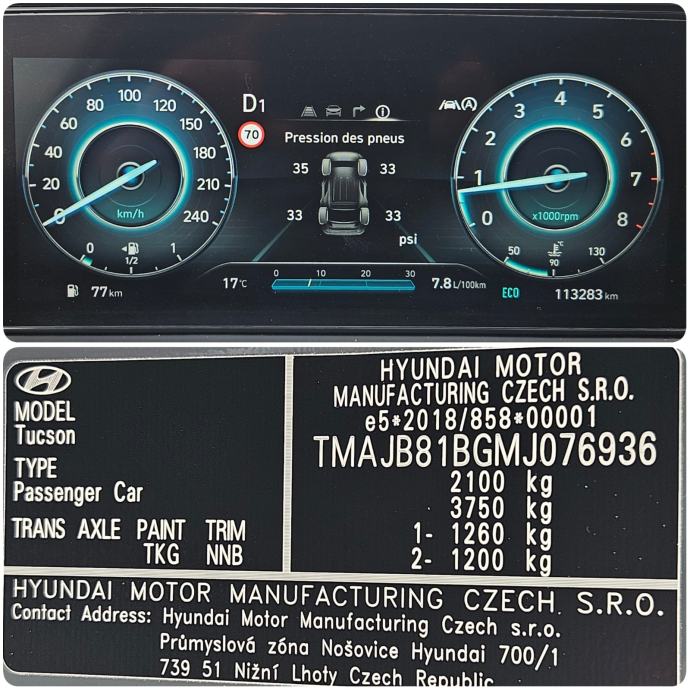 100
80 120
60 150
40 180
20 210
0 240
km/h
0 1
1/2
77 km
D1
70
Pression des pneus
35 33
33 33
psi
17°C
0 10 20 30
7.8 L/100km
A
4
3 5
2 6
1 7
0 8
x1000rpm
°C
50 130
90
ECO
113283 km
MODEL
Tucson
TYPE
Passenger Car
TRANS AXLE PAINT TRIM
TKG NNB
HYUNDAI MOTOR
MANUFACTURING CZECH S.R.O.
e5*2018/858*00001
TMAJB81BGMJ076936
2100 kg
3750 kg
1- 1260 kg
2- 1200 kg
HYUNDAI MOTOR MANUFACTURING CZECH S.R.O.
Contact Address: Hyundai Motor Manufacturing Czech s.r.o.
Průmyslová zóna Nošovice Hyundai 700/1
739 51 Nižní Lhoty Czech Republic